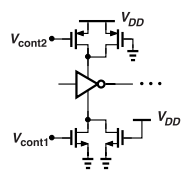 V_DD
V_cont2
• • •
V_DD
V_cont1